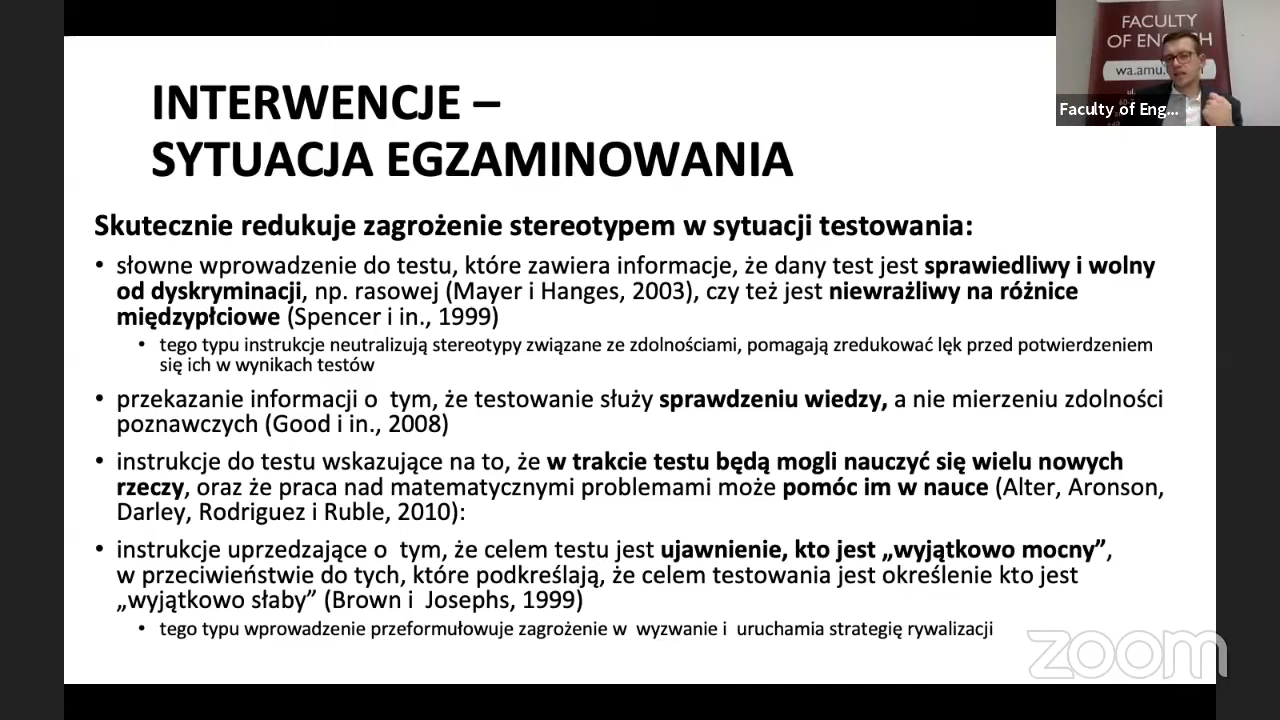 INTERWENCJE –
SYTUACJA EGZAMINOWANIA
Skutecznie redukuje zagrożenie stereotypem w sytuacji testowania:
• słowne wprowadzenie do testu, które zawiera informacje, że dany test jest sprawiedliwy i wolny
od dyskryminacji, np. rasowej (Mayer i Hanges, 2003), czy też jest niewrażliwy na różnice
międzypłciowe (Spencer i in., 1999)
• tego typu instrukcje neutralizują stereotypy związane ze zdolnościami, pomagają zredukować lęk przed potwierdzeniem
się ich w wynikach testów
• przekazanie informacji o tym, że testowanie służy sprawdzeniu wiedzy, a nie mierzeniu zdolności
poznawczych (Good i in., 2008)
• instrukcje do testu wskazujące na to, że w trakcie testu będą mogli nauczyć się wielu nowych
rzeczy, oraz że praca nad matematycznymi problemami może pomóc im w nauce (Alter, Aronson,
Darley, Rodriguez i Ruble, 2010):
• instrukcje uprzedzające o tym, że celem testu jest ujawnienie, kto jest „wyjątkowo mocny”,
w przeciwieństwie do tych, które podkreślają, że celem testowania jest określenie kto jest
„wyjątkowo słaby” (Brown i Josephs, 1999)
• tego typu wprowadzenie przeformułowuje zagrożenie w wyzwanie i uruchamia strategię rywalizacji
FACULTY
OF
wa.amu.
ul.
Faculty of Eng...
zoom